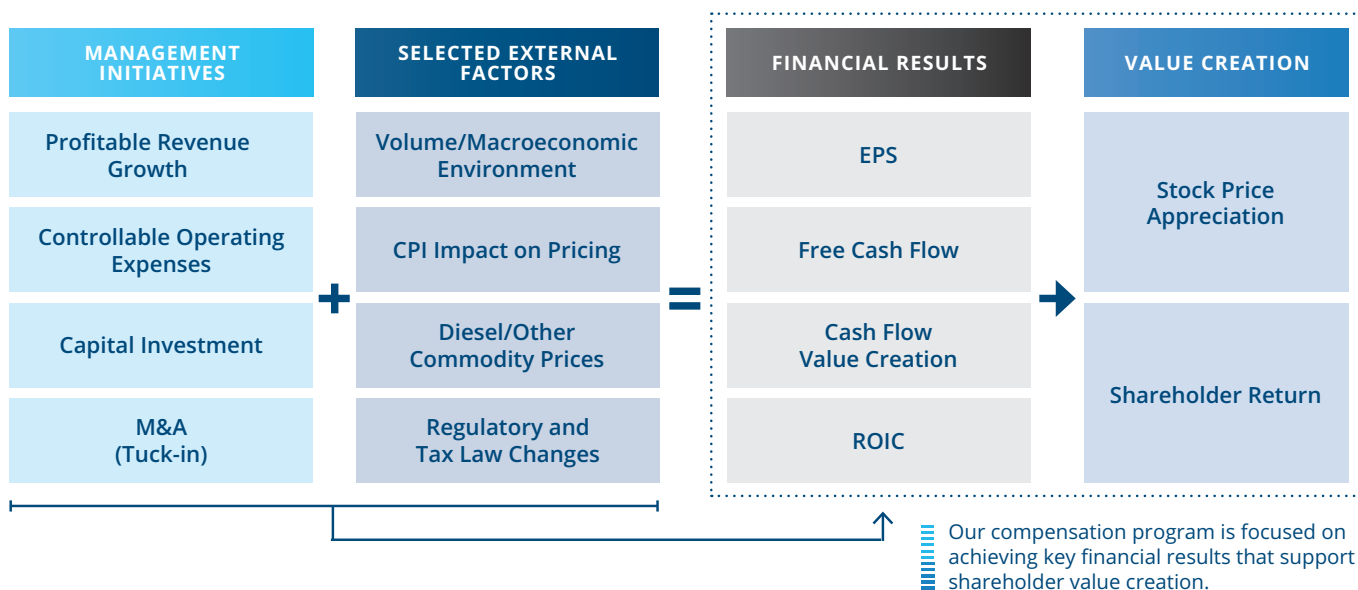 MANAGEMENT
INITIATIVES
Profitable Revenue
Growth
Controllable Operating
Expenses
Capital Investment
M&A
(Tuck-in)
+
SELECTED EXTERNAL
FACTORS
Volume/Macroeconomic
Environment
CPI Impact on Pricing
Diesel/Other
Commodity Prices
Regulatory and
Tax Law Changes
=
FINANCIAL RESULTS
EPS
Free Cash Flow
Cash Flow
Value Creation
ROIC
VALUE CREATION
Stock Price
Appreciation
Shareholder Return
Our compensation program is focused on
achieving key financial results that support
shareholder value creation.